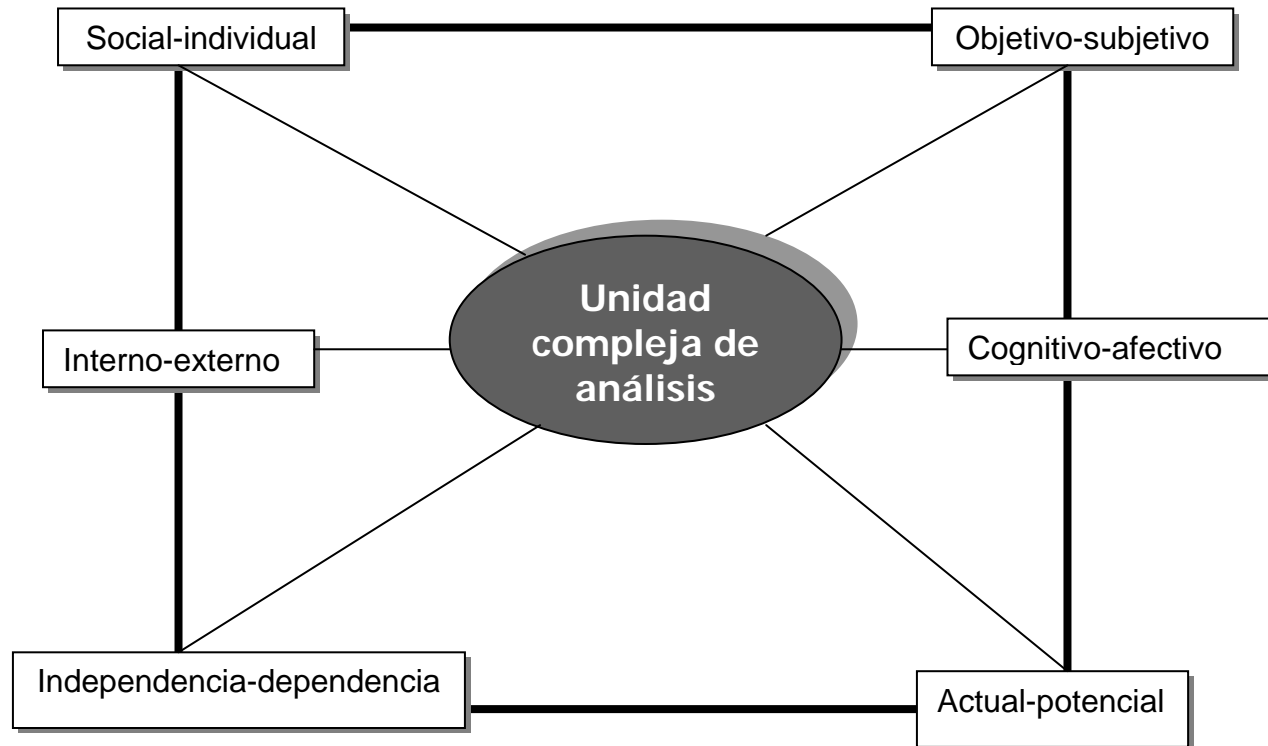 Social-individual
Objetivo-subjetivo
Unidad
compleja de
análisis
Interno-externo
Cognitivo-afectivo
Independencia-dependencia
Actual-potencial